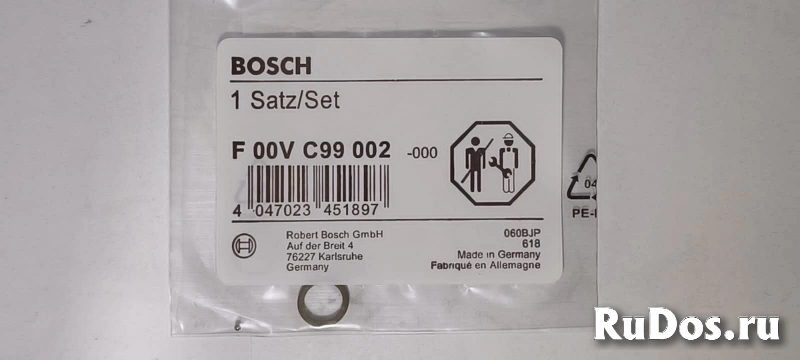 BOSCH
1 Satz/Set
F 00V C99 002 -000
4 047023 451897
Robert Bosch GmbH
Auf der Breit 4
76227 Karlsruhe
Germany
060BJP
618
Made in Germany
Fabriqué en Allemagne
04
6
RuDos.ru